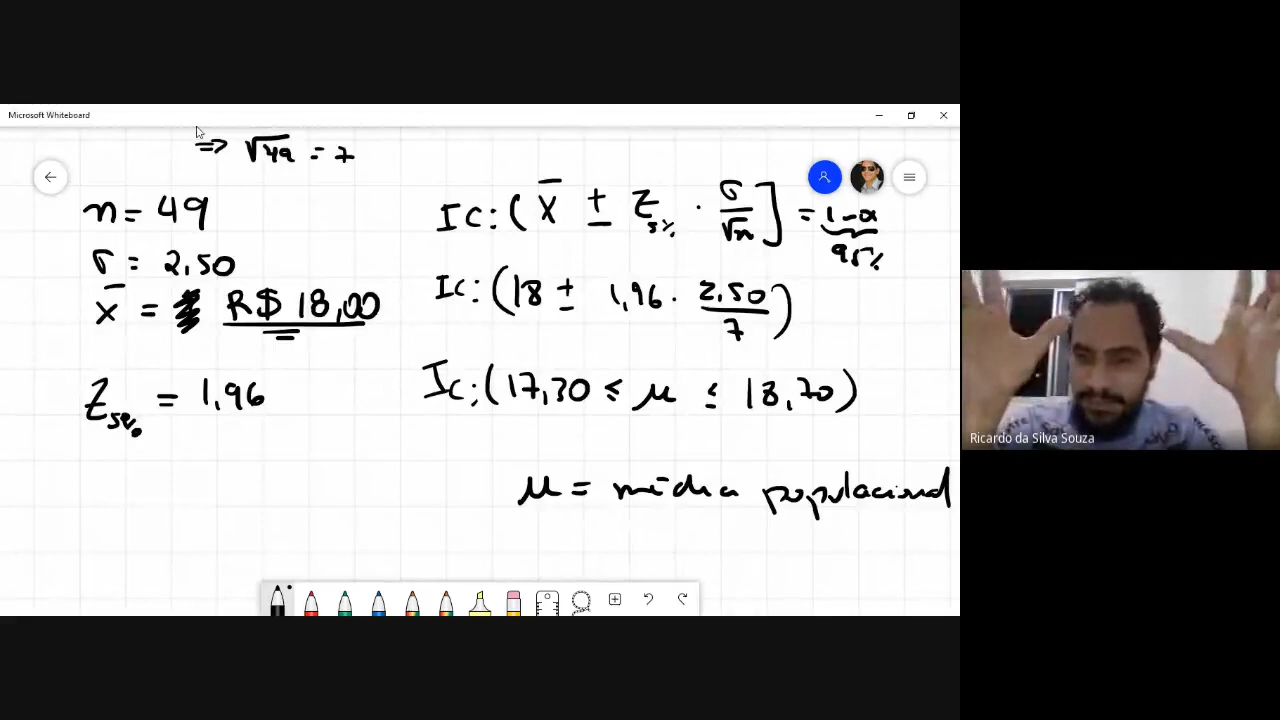 Microsoft Whiteboard
⇒ √49 = 7
n = 49
σ = 2,50
x̄ = R$ 18,00
Z5% = 1,96
IC: ( X̄ ± Z5% · σ/√n ] = 1-α
95%
IC: ( 18 ± 1,96 · 2,50/7 )
IC: ( 17,30 ≤ μ ≤ 18,70 )
μ = média populacional
Ricardo da Silva Souza